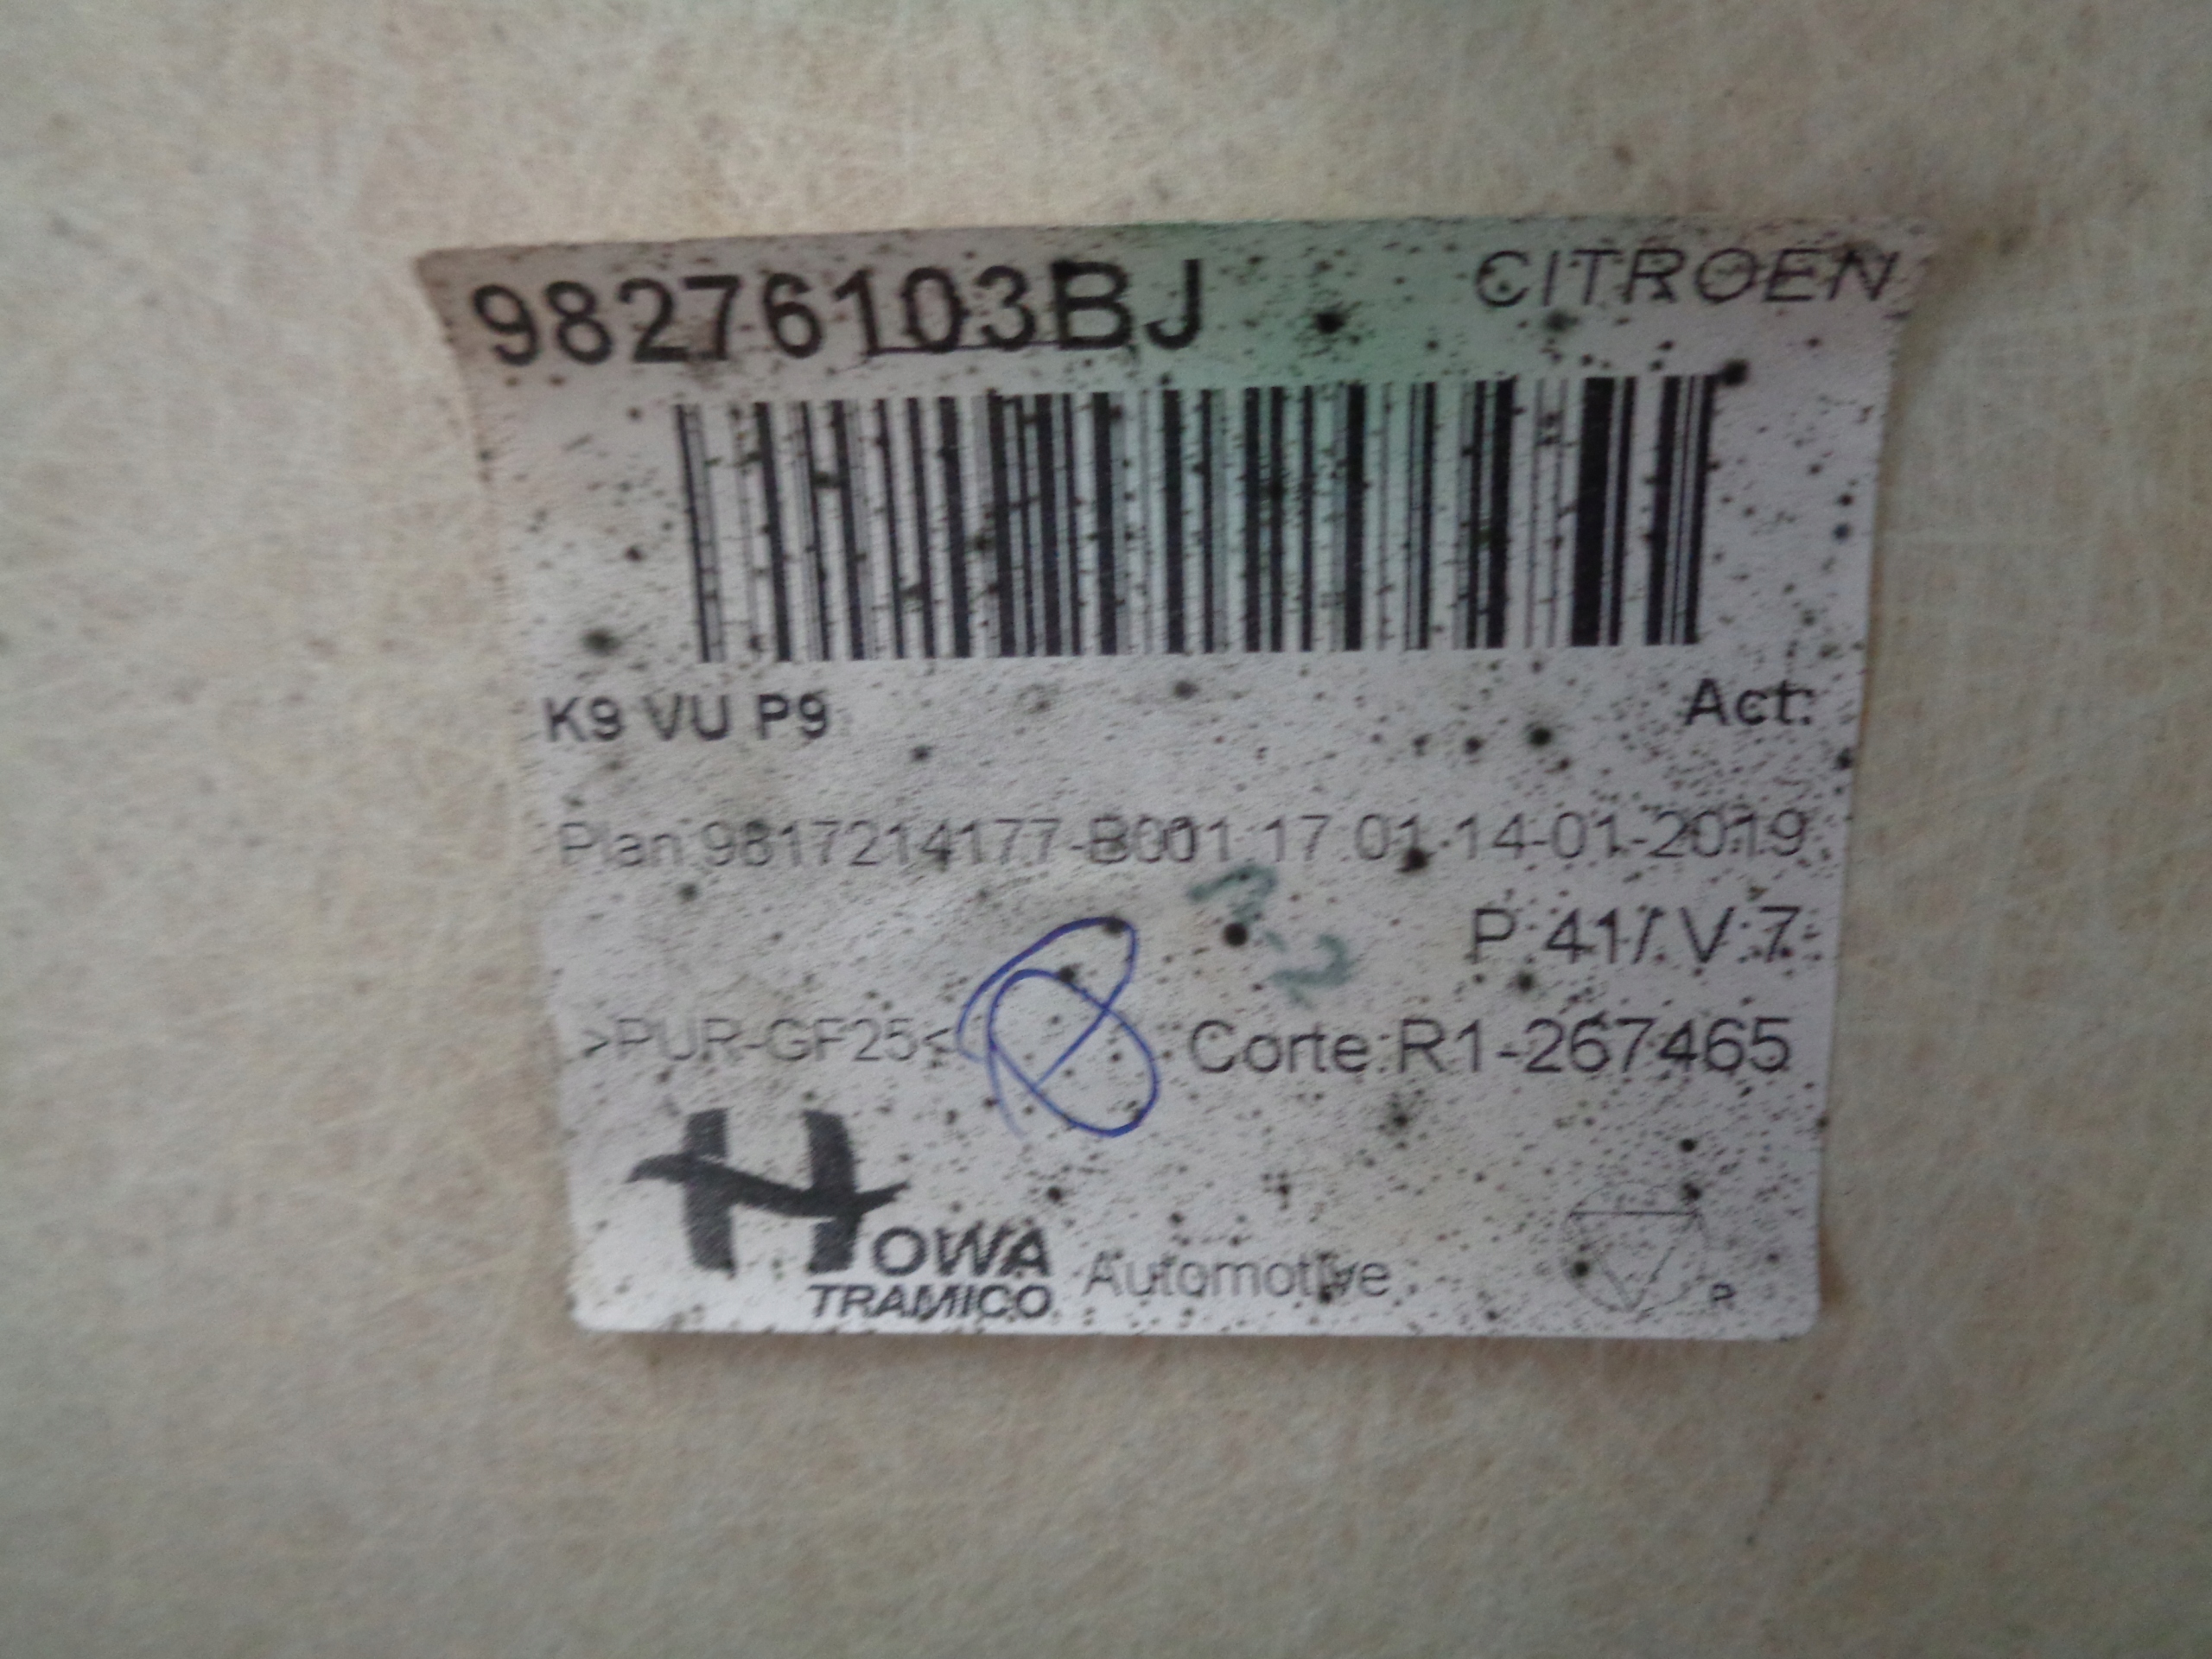 98276103BJ CITROEN
K9 VU P9 Act:
Plan:9817214177-B001 17.01 14-01-2019
P:41/ V:7
>PUR-GF25< Corte:R1-267465
HOWA
TRAMICO Automotive
R